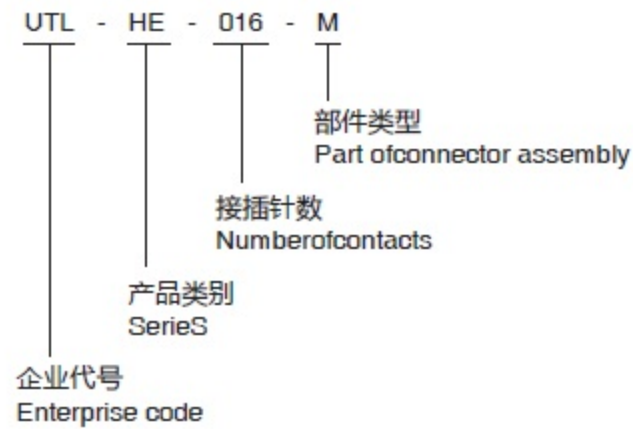 UTL - HE - 016 - M
部件类型
Part ofconnector assembly
接插针数
Numberofcontacts
产品类别
SerieS
企业代号
Enterprise code